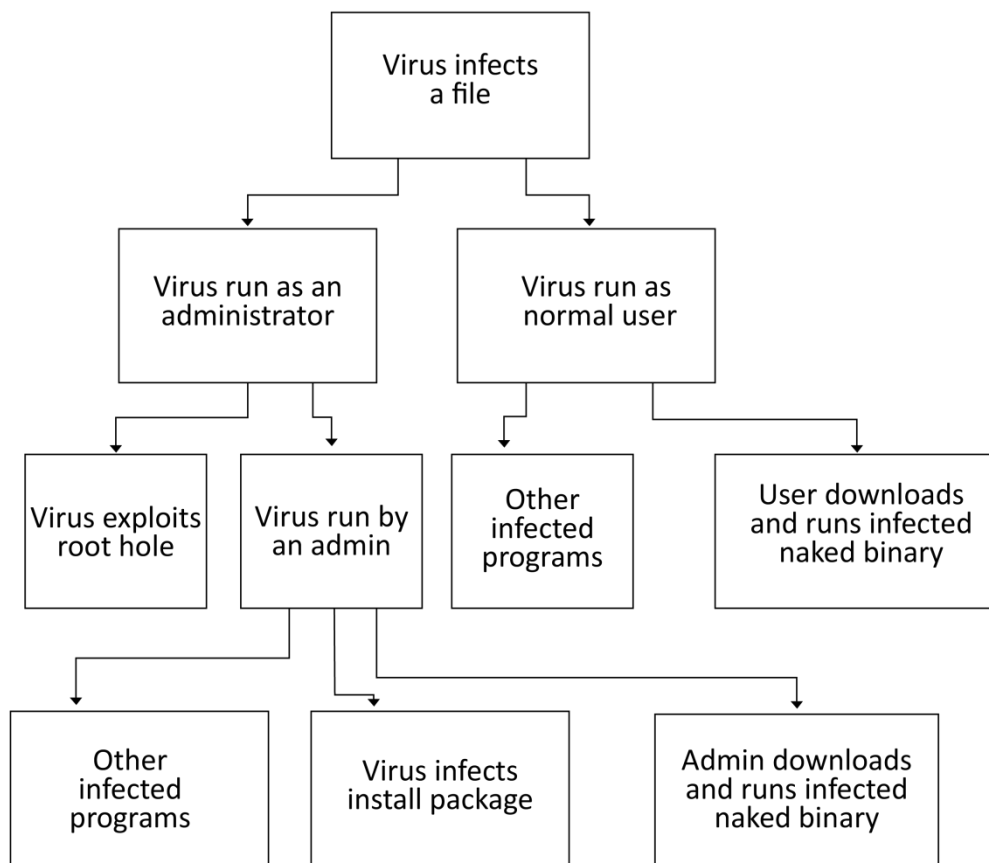 Virus infects
a file
Virus run as an
administrator
Virus run as
normal user
Virus exploits
root hole
Virus run by
an admin
Other
infected
programs
User downloads
and runs infected
naked binary
Other
infected
programs
Virus infects
install package
Admin downloads
and runs infected
naked binary